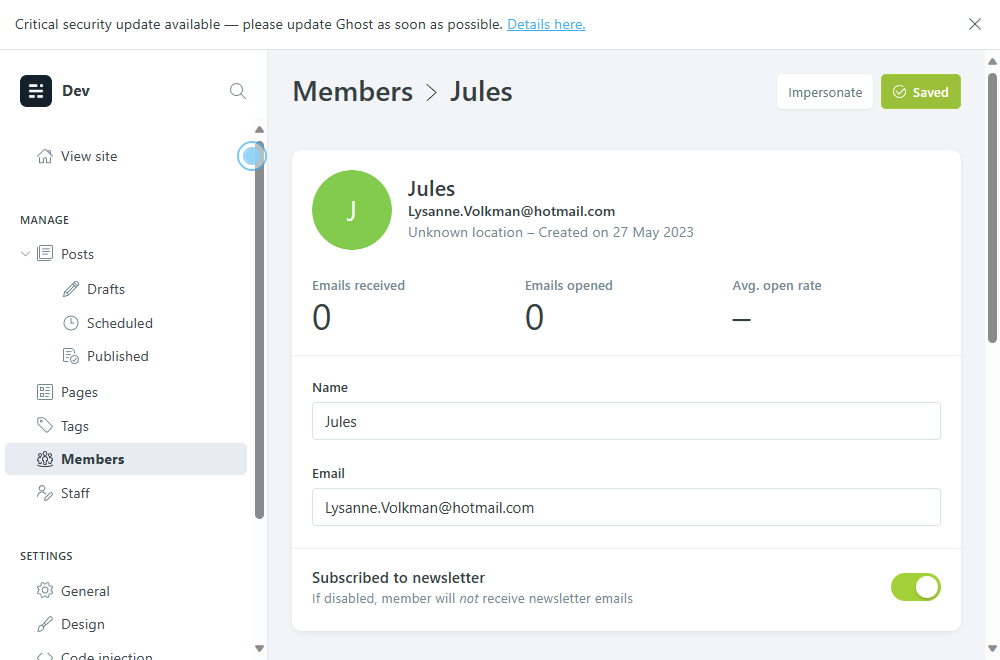 Critical security update available — please update Ghost as soon as possible. Details here.
Dev
View site
MANAGE
Posts
Drafts
Scheduled
Published
Pages
Tags
Members
Staff
SETTINGS
General
Design
Code injection
Members > Jules
Impersonate
Saved
J
Jules
Lysanne.Volkman@hotmail.com
Unknown location – Created on 27 May 2023
Emails received
0
Emails opened
0
Avg. open rate
–
Name
Jules
Email
Lysanne.Volkman@hotmail.com
Subscribed to newsletter
If disabled, member will not receive newsletter emails